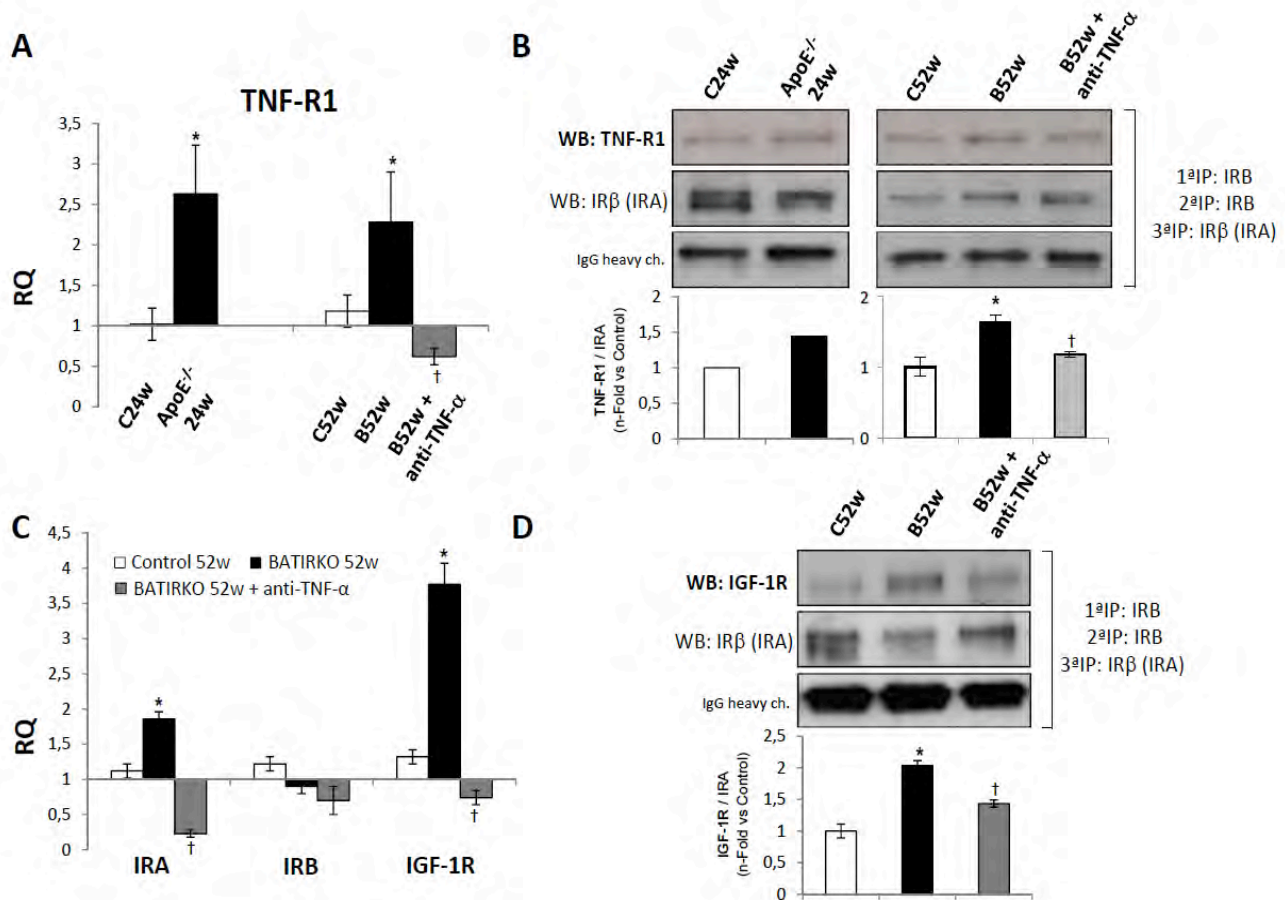 A
TNF-R1
RQ
3,5
3
2,5
2
1,5
1
0,5
0
*
*
†
C24w
ApoE-/-
24w
C52w
B52w
B52w +
anti-TNF-α
B
C24w
ApoE-/-
24w
C52w
B52w
B52w +
anti-TNF-α
WB: TNF-R1
WB: IRβ (IRA)
IgG heavy ch.
1ªIP: IRB
2ªIP: IRB
3ªIP: IRβ (IRA)
TNF-R1 / IRA
(n-Fold vs Control)
2
1,5
1
0,5
0
2
1
0
*
†
C
RQ
4,5
4
3,5
3
2,5
2
1,5
1
0,5
0
Control 52w
BATIRKO 52w
BATIRKO 52w + anti-TNF-α
*
†
*
†
IRA
IRB
IGF-1R
D
C52w
B52w
B52w +
anti-TNF-α
WB: IGF-1R
WB: IRβ (IRA)
IgG heavy ch.
1ªIP: IRB
2ªIP: IRB
3ªIP: IRβ (IRA)
IGF-1R / IRA
(n-Fold vs Control)
2,5
2
1,5
1
0,5
0
*
†